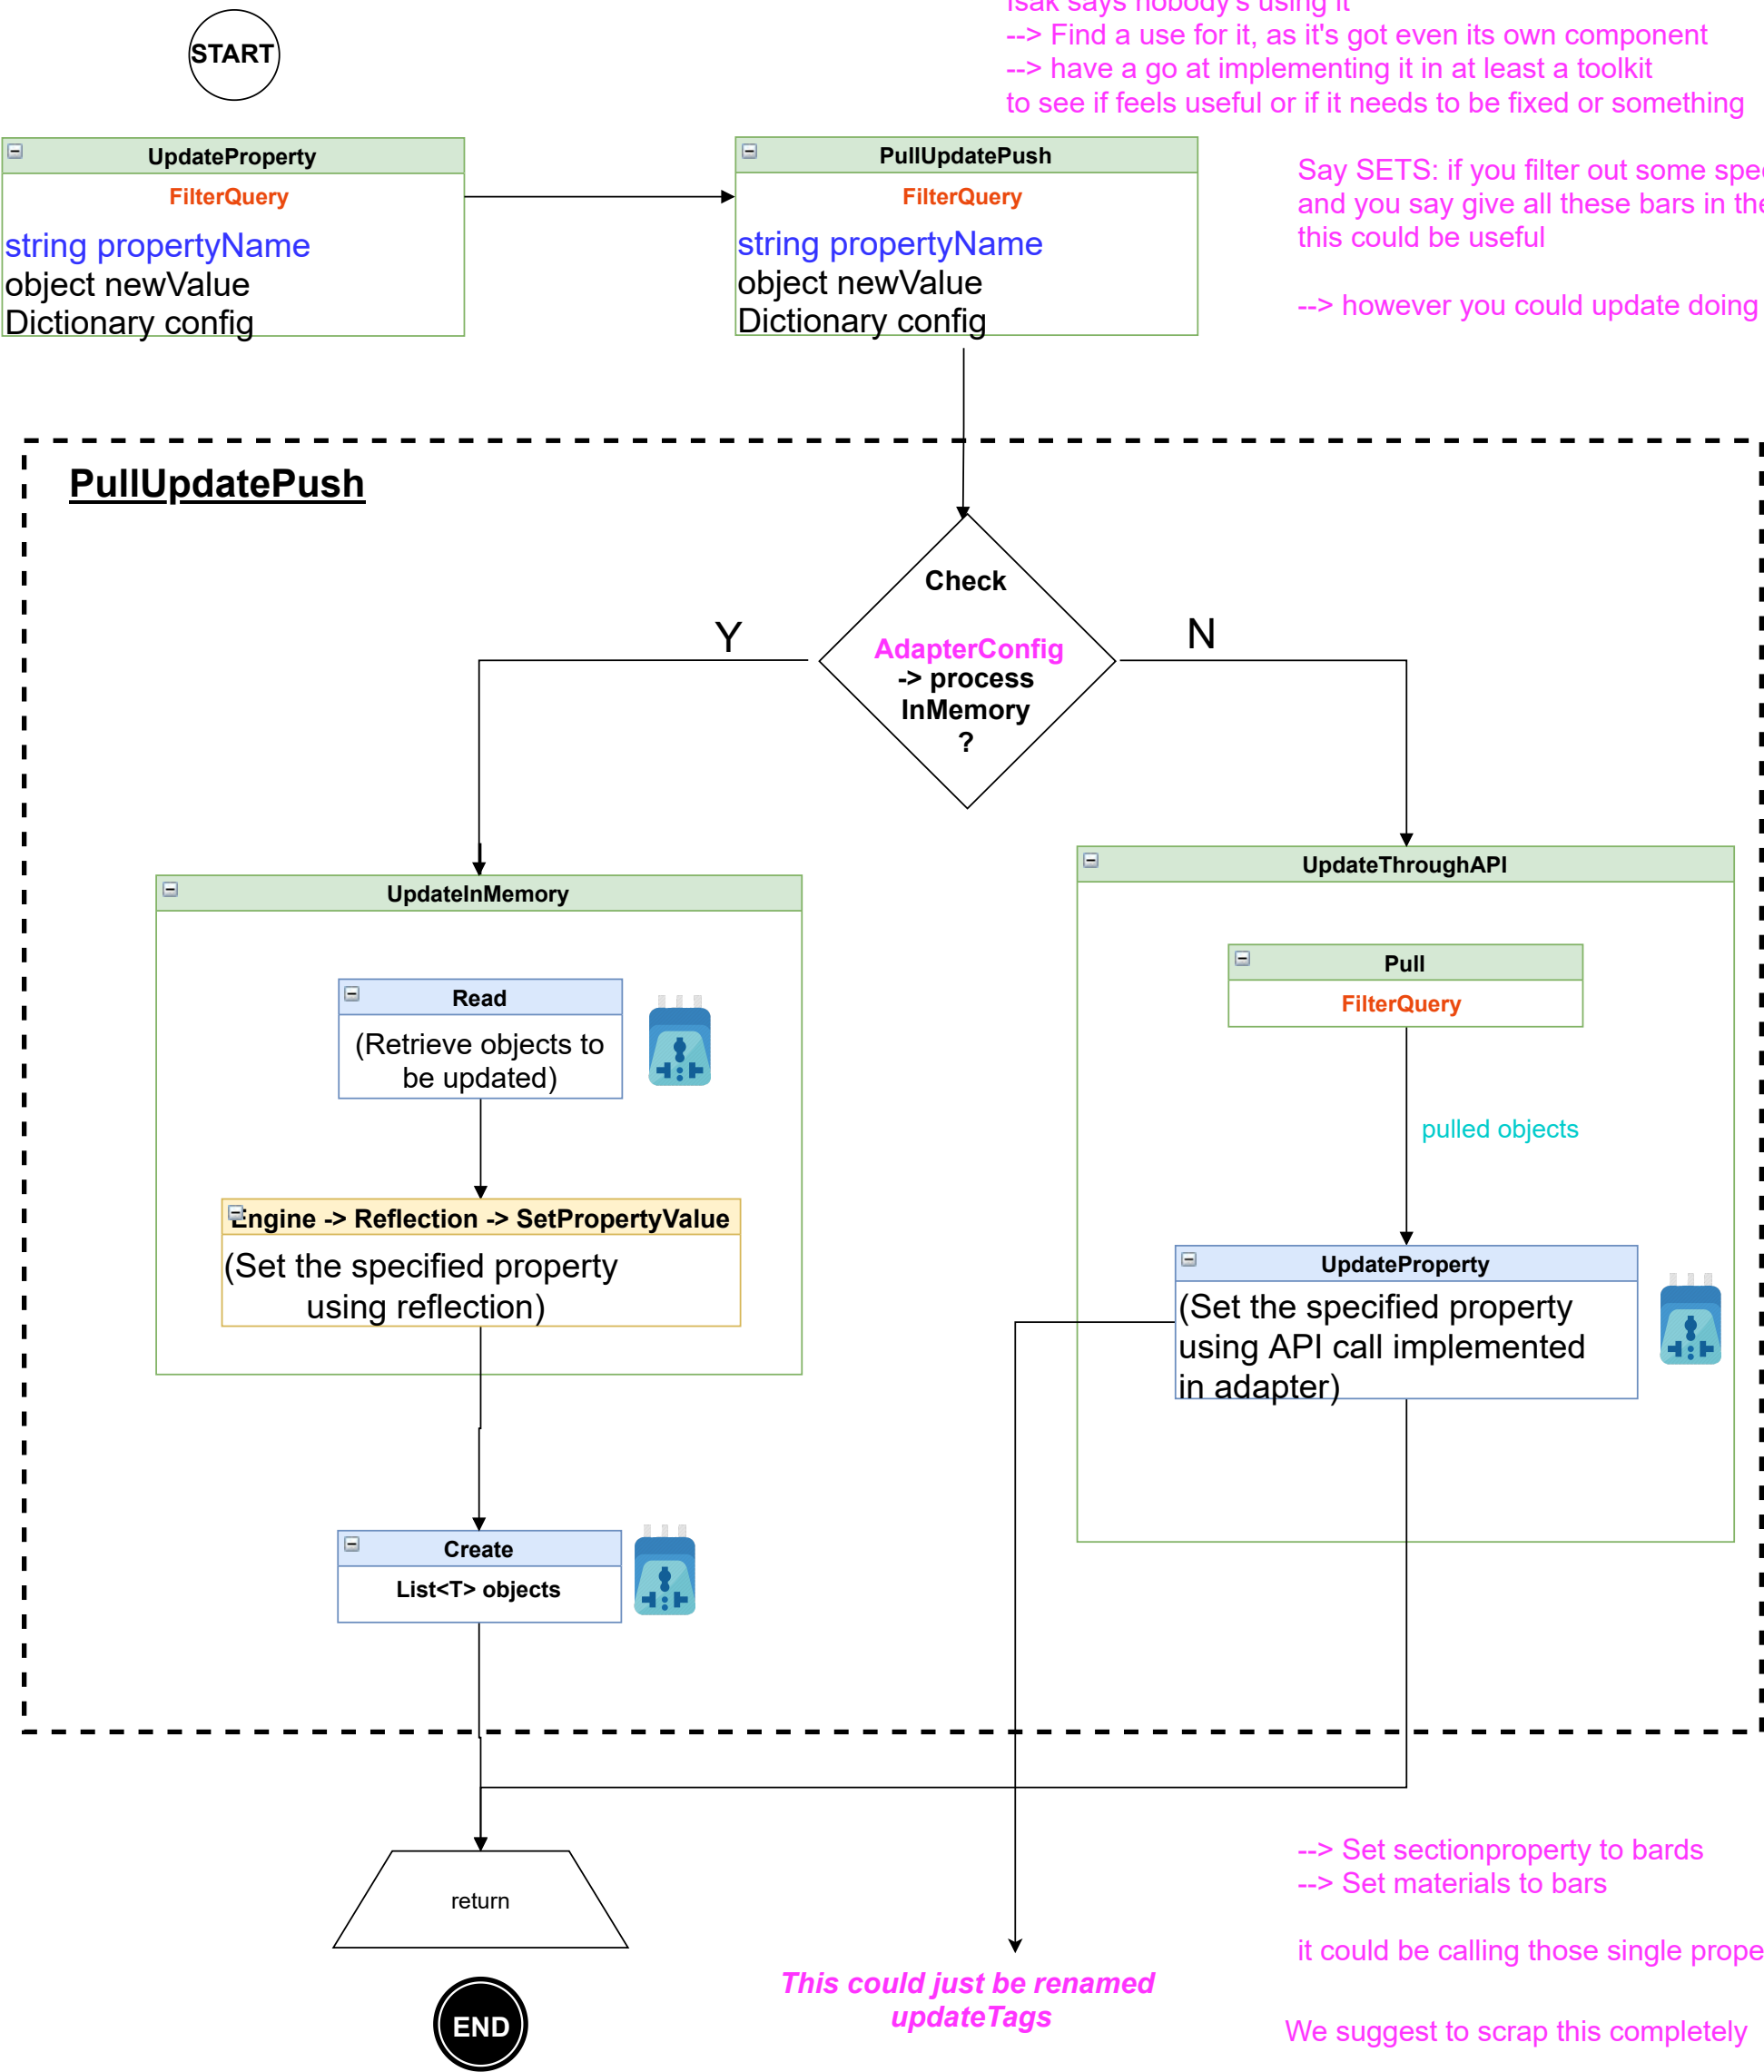 Isak says nobody's using it
--> Find a use for it, as it's got even its own component
--> have a go at implementing it in at least a toolkit
to see if feels useful or if it needs to be fixed or something
START
UpdateProperty
FilterQuery
string propertyName
object newValue
Dictionary config
PullUpdatePush
FilterQuery
string propertyName
object newValue
Dictionary config
Say SETS: if you filter out some
and you say give all these bars in
this could be useful
--> however you could update doing
PullUpdatePush
Check
AdapterConfig
-> process
InMemory
?
Y
N
UpdateInMemory
Read
(Retrieve objects to
be updated)
Engine -> Reflection -> SetPropertyValue
(Set the specified property
using reflection)
Create
List<T> objects
UpdateThroughAPI
Pull
FilterQuery
pulled objects
UpdateProperty
(Set the specified property
using API call implemented
in adapter)
return
END
This could just be renamed
updateTags
--> Set sectionproperty to bards
--> Set materials to bars
it could be calling those single
We suggest to scrap this completely